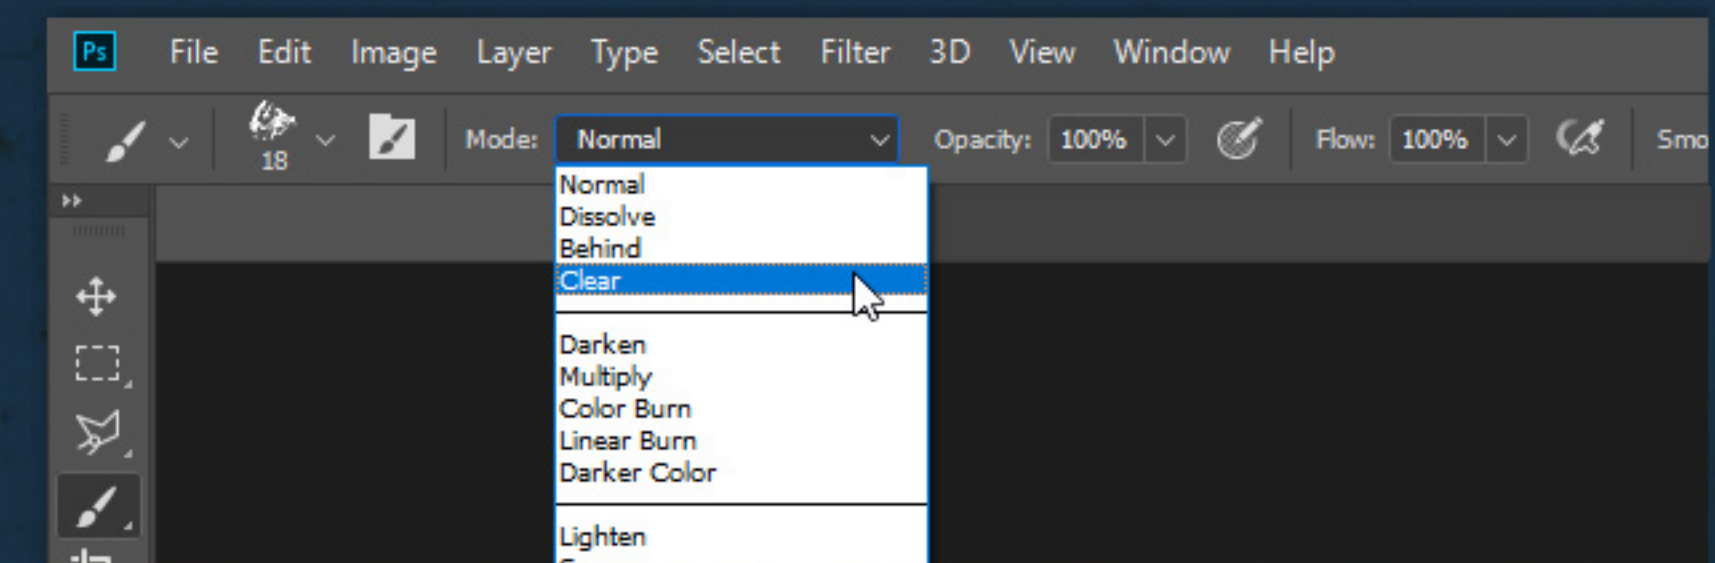 Ps File Edit Image Layer Type Select Filter 3D View Window Help
18 Mode: Normal Opacity: 100% Flow: 100% Smo
Normal
Dissolve
Behind
Clear
Darken
Multiply
Color Burn
Linear Burn
Darker Color
Lighten